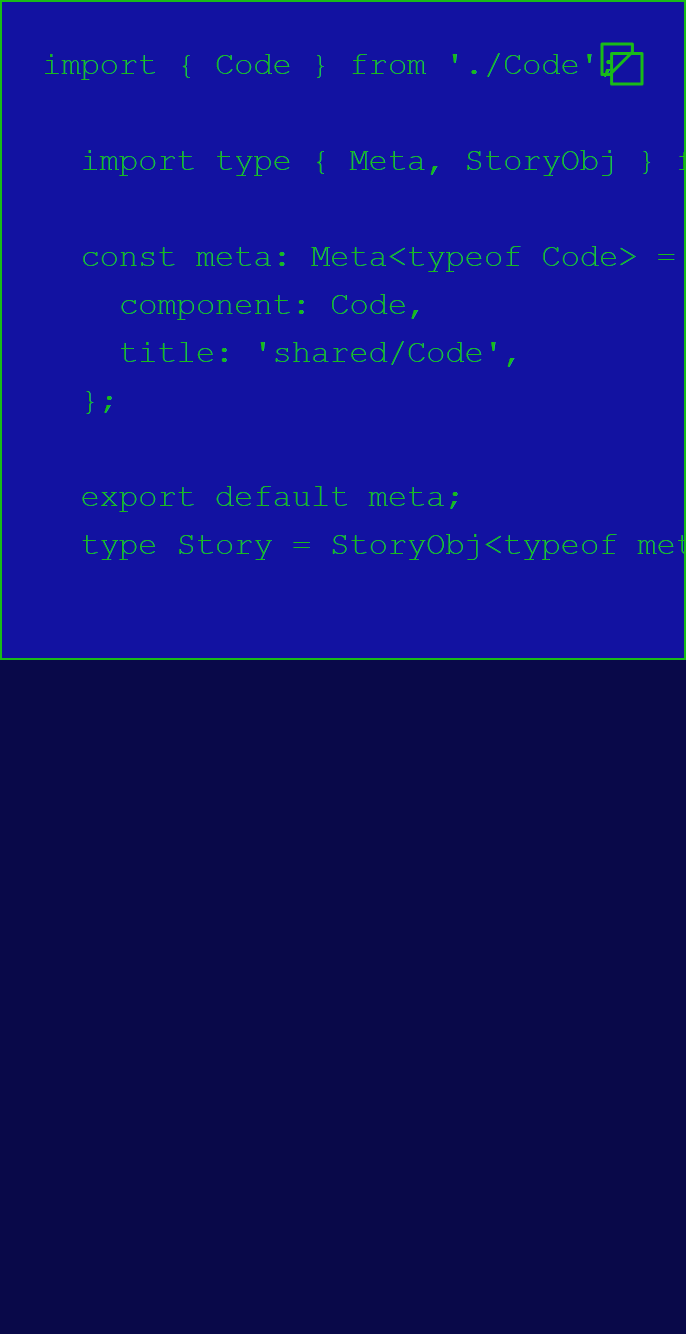 import { Code } from './Code';
import type { Meta, StoryObj }
const meta: Meta<typeof Code> =
component: Code,
title: 'shared/Code',
};
export default meta;
type Story = StoryObj<typeof